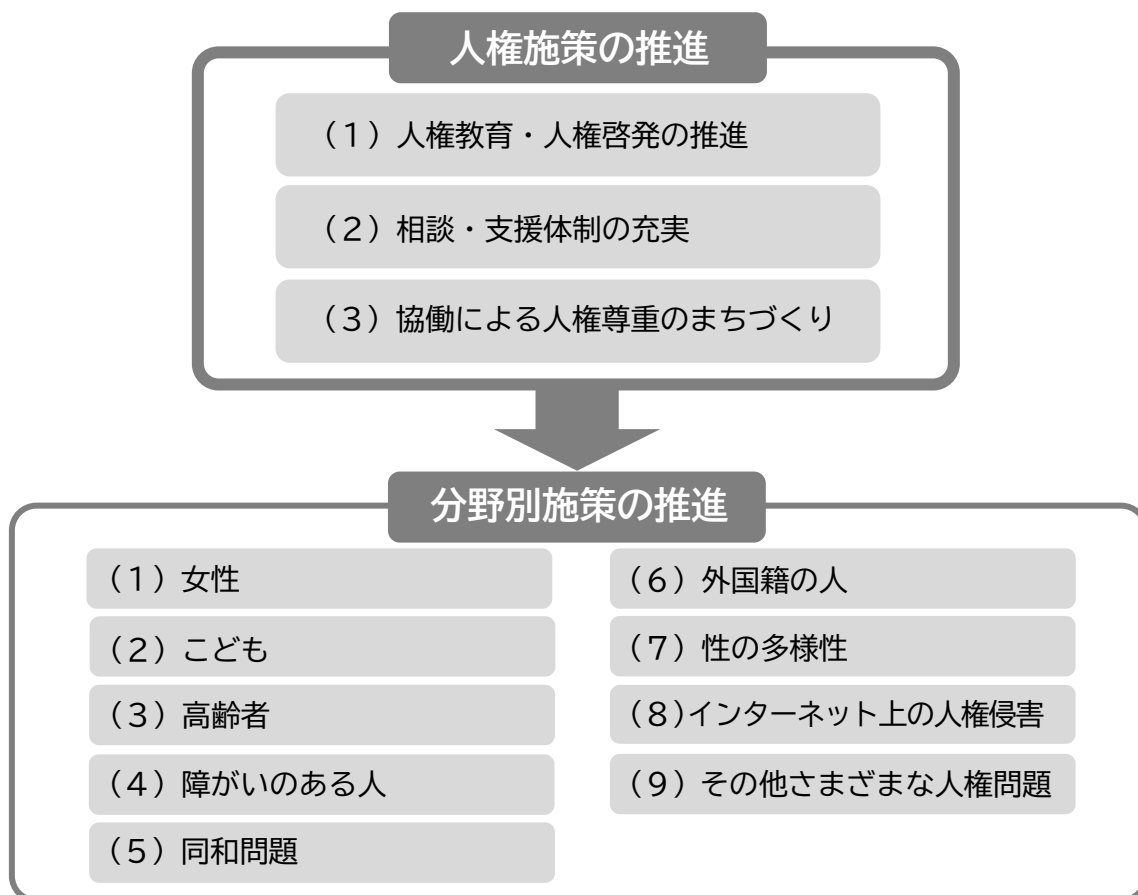 人権施策の推進
（１）人権教育・人権啓発の推進
（２）相談・支援体制の充実
（３）協働による人権尊重のまちづくり
分野別施策の推進
（１）女性
（２）こども
（３）高齢者
（４）障がいのある人
（５）同和問題
（６）外国籍の人
（７）性の多様性
（８）インターネット上の人権侵害
（９）その他さまざまな人権問題